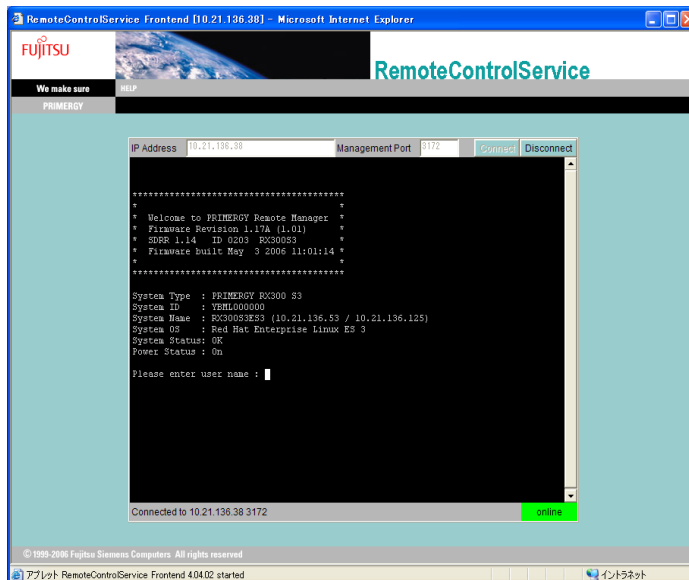 RemoteControlService Frontend [10.21.136.38] - Microsoft Internet Explorer
FUJITSU
RemoteControlService
We make sure
HELP
PRIMERGY
IP Address 10.21.136.38 Management Port 3172 Connect Disconnect
****************************************
* *
* Welcome to PRIMERGY Remote Manager *
* Firmware Revision 1.17A (1.01) *
* SDRR 1.14 ID 0203 RX300S3 *
* Firmware built May 3 2006 11:01:14 *
* *
****************************************
System Type : PRIMERGY RX300 S3
System ID : YBML000000
System Name : RX300S3ES3 (10.21.136.53 / 10.21.136.125)
System OS : Red Hat Enterprise Linux ES 3
System Status: OK
Power Status : On
Please enter user name :
Connected to 10.21.136.38 3172 online
© 1999-2006 Fujitsu Siemens Computers All rights reserved
アプレット RemoteControlService Frontend 4.04.02 started イントラネット